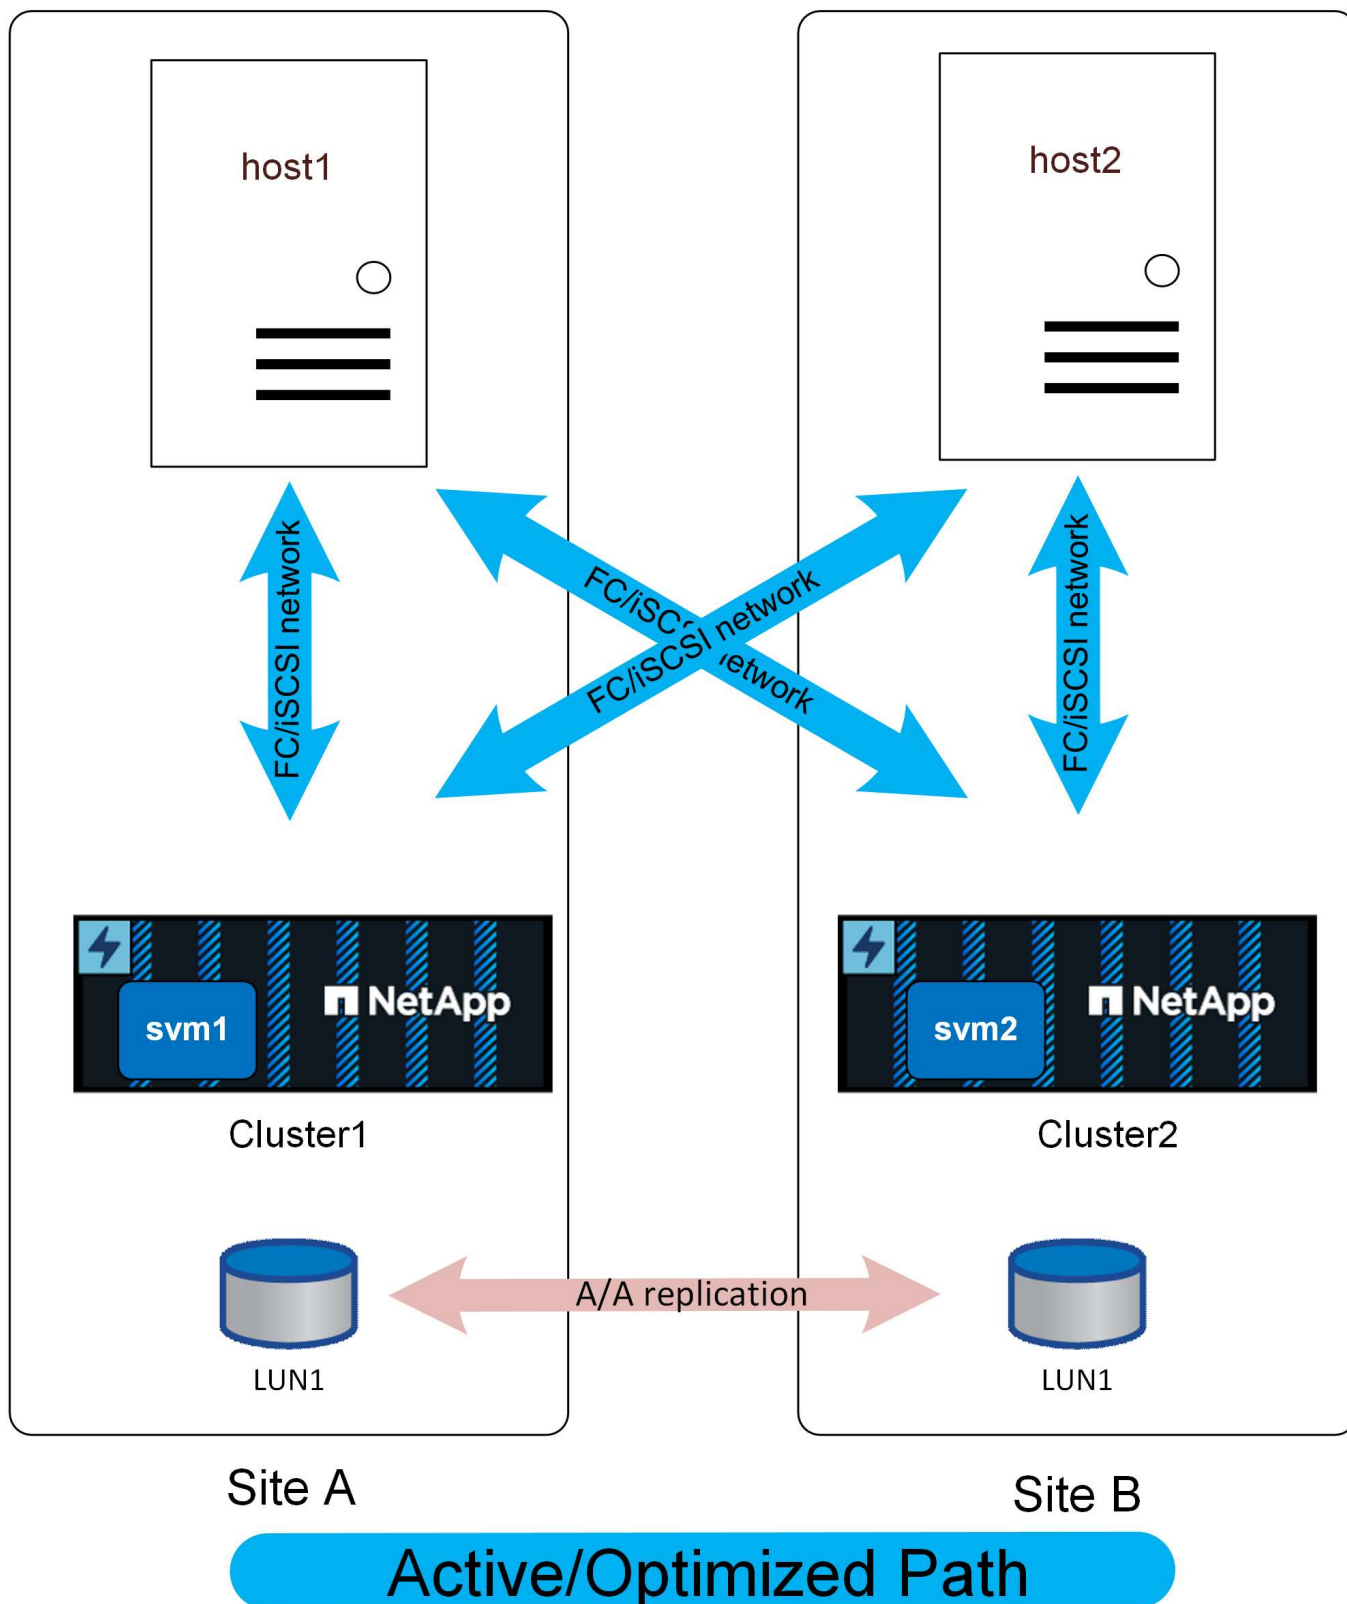 host1
host2
FC/iSCSI network
FC/iSCSI network
FC/iSCSI network
FC/iSCSI network
svm1
NetApp
svm2
NetApp
Cluster1
Cluster2
A/A replication
LUN1
LUN1
Site A
Site B
Active/Optimized Path